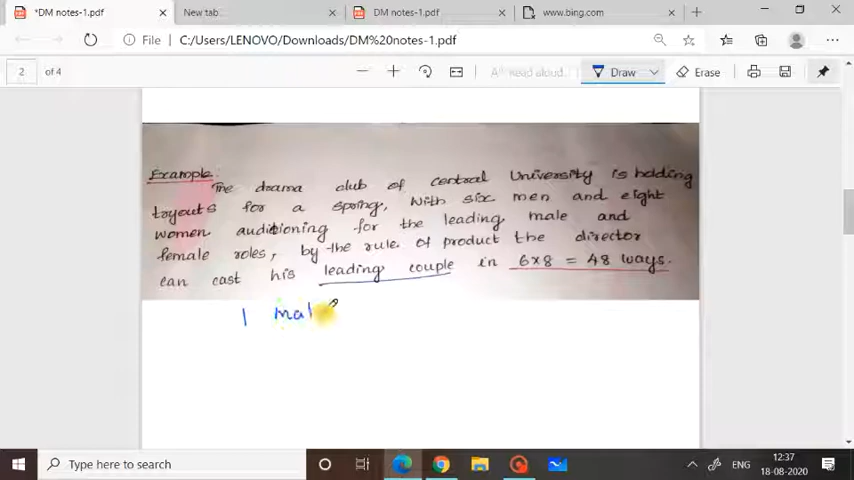 *DM notes-1.pdf
New tab
DM notes-1.pdf
www.bing.com
File C:/Users/LENOVO/Downloads/DM%20notes-1.pdf
2 of 4
All read aloud
Draw
Erase
Example:
The drama club of central University is holding
tryouts for a spring, with six men and eight
women auditioning for the leading male and
female roles, by the rule of product the director
can cast his leading couple in 6x8 = 48 ways.
1 mal
Type here to search
ENG
12:37
18-08-2020